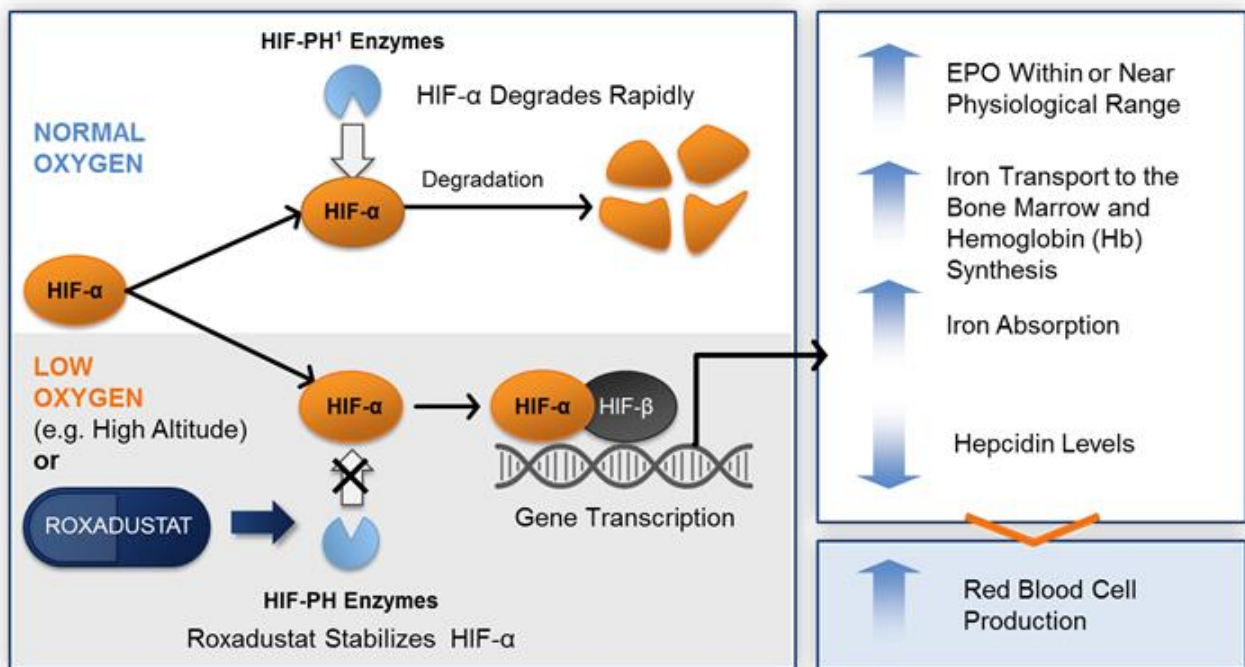 HIF-PH¹ Enzymes
HIF-α Degrades Rapidly
NORMAL
OXYGEN
HIF-α
Degradation
HIF-α
LOW
OXYGEN
(e.g. High Altitude)
or
ROXADUSTAT
HIF-α
HIF-α
HIF-β
Gene Transcription
HIF-PH Enzymes
Roxadustat Stabilizes HIF-α
EPO Within or Near
Physiological Range
Iron Transport to the
Bone Marrow and
Hemoglobin (Hb)
Synthesis
Iron Absorption
Hepcidin Levels
Red Blood Cell
Production